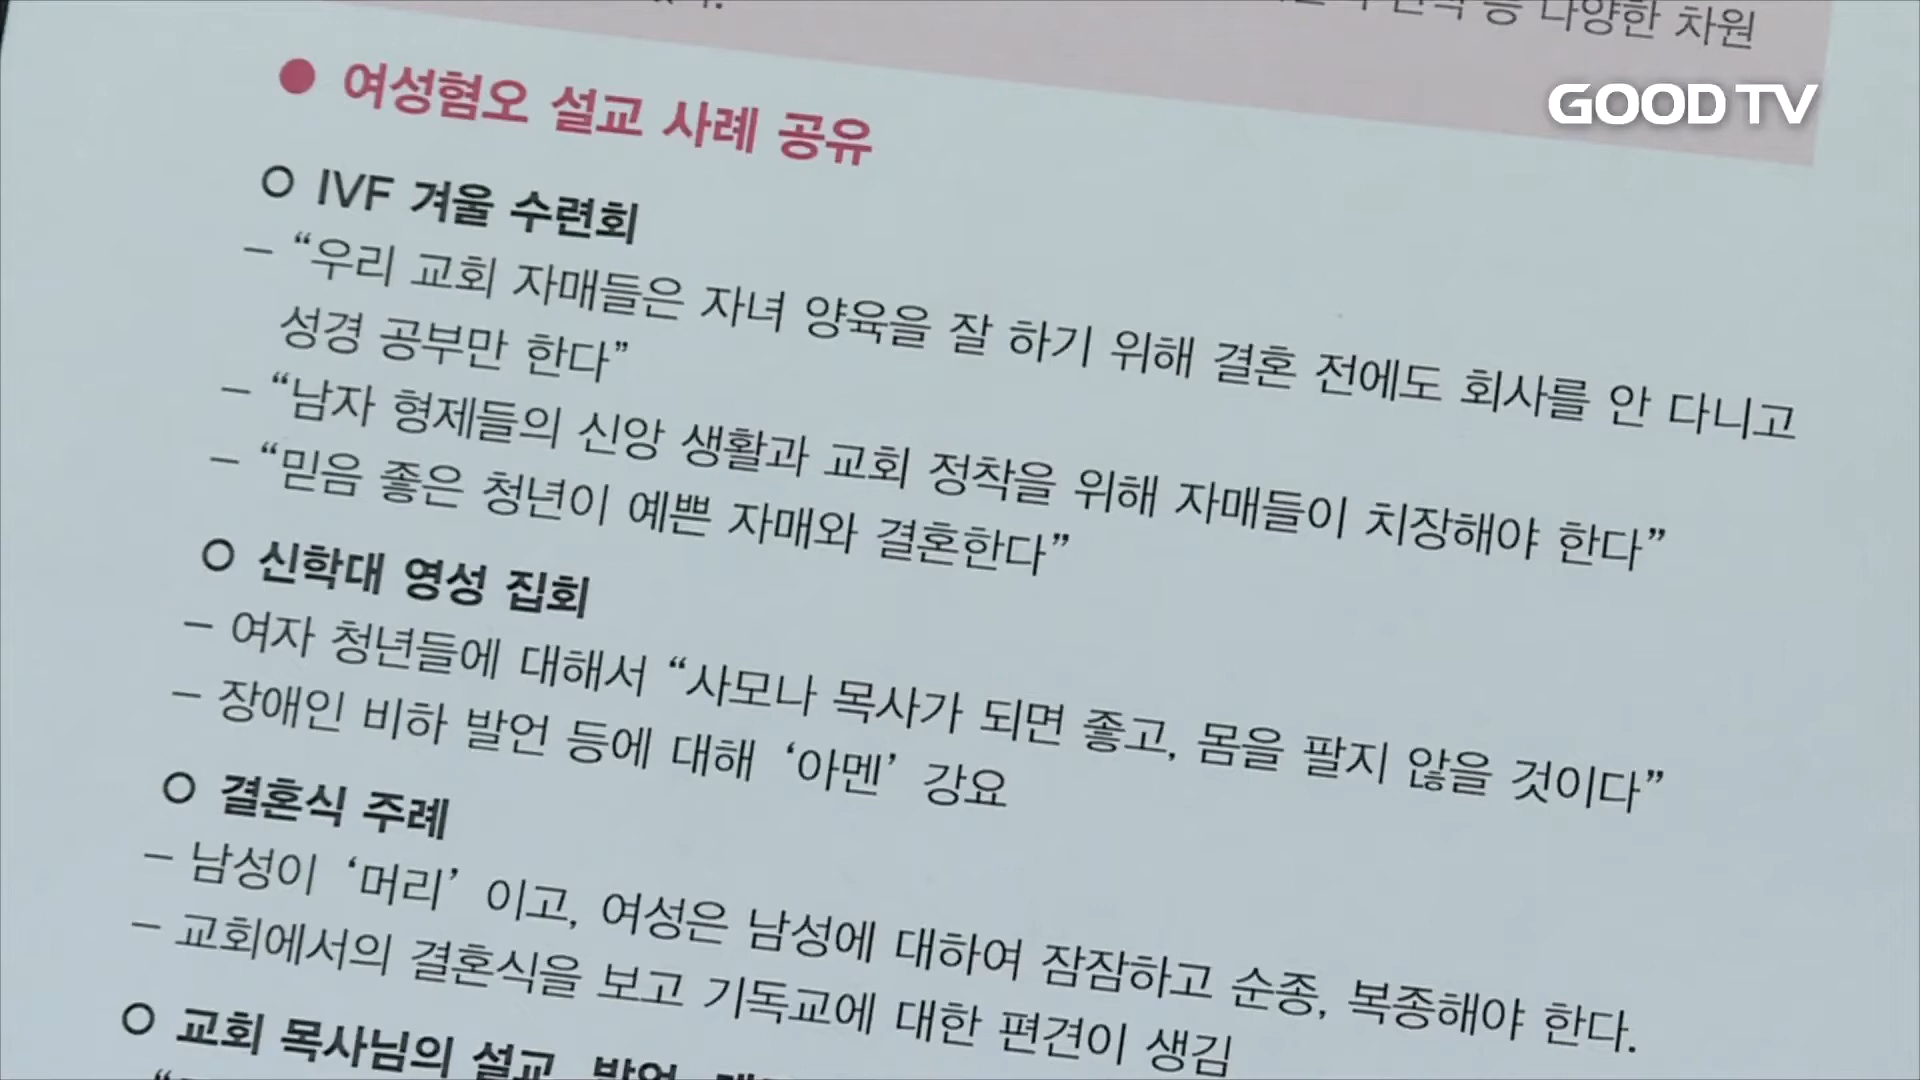 등 다양한 차원
GOOD TV
● 여성혐오 설교 사례 공유
○ IVF 겨울 수련회
– “우리 교회 자매들은 자녀 양육을 잘 하기 위해 결혼 전에도 회사를 안 다니고
성경 공부만 한다”
– “남자 형제들의 신앙 생활과 교회 정착을 위해 자매들이 치장해야 한다”
– “믿음 좋은 청년이 예쁜 자매와 결혼한다”
○ 신학대 영성 집회
– 여자 청년들에 대해서 “사모나 목사가 되면 좋고, 몸을 팔지 않을 것이다”
– 장애인 비하 발언 등에 대해 ‘아멘’ 강요
○ 결혼식 주례
– 남성이 ‘머리’ 이고, 여성은 남성에 대하여 잠잠하고 순종, 복종해야 한다.
– 교회에서의 결혼식을 보고 기독교에 대한 편견이 생김
○ 교회 목사님의 설교,